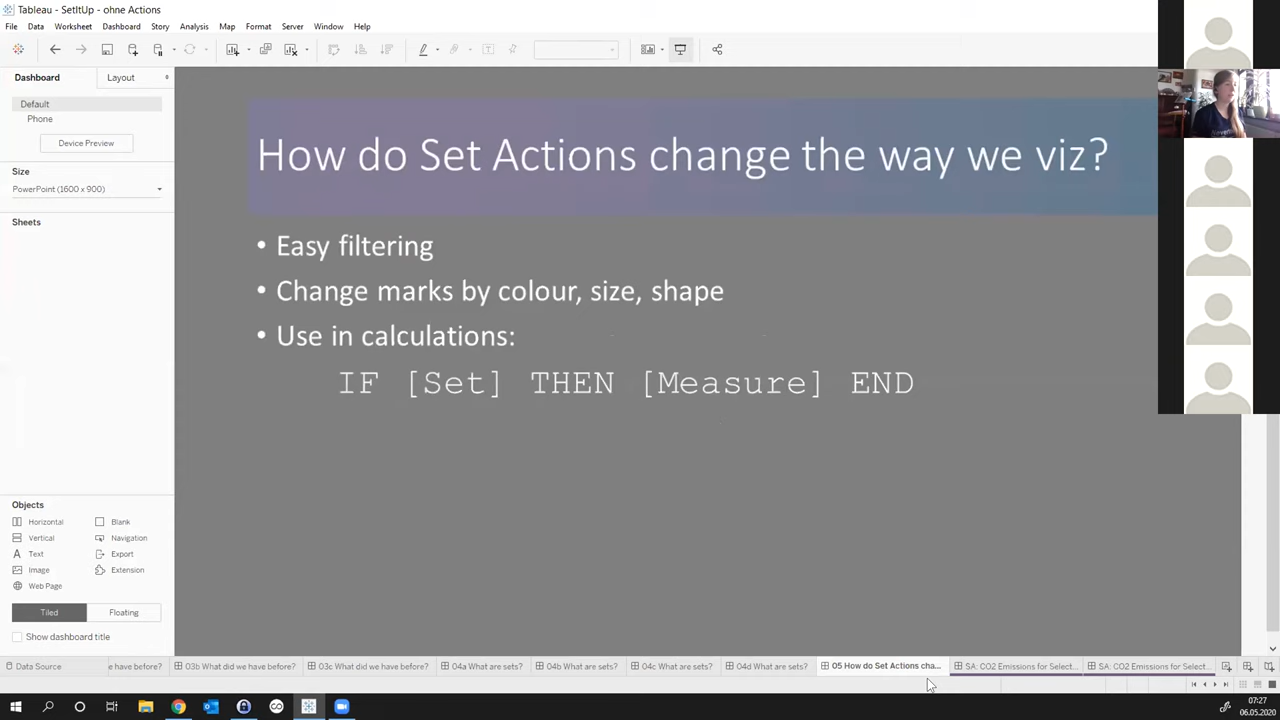 Tableau - SetItUp - ohne Actions
File Data Worksheet Dashboard Story Analysis Map Format Server Window Help
Dashboard Layout
Default
Phone
Device Preview
Size
PowerPoint (1600 x 900)
Sheets
How do Set Actions change the way we viz?
• Easy filtering
• Change marks by colour, size, shape
• Use in calculations:
IF [Set] THEN [Measure] END
Objects
Horizontal Blank
Vertical Navigation
Text Export
Image Extension
Web Page
Tiled Floating
Show dashboard title
Data Source have before? 03b What did we have before? 03c What did we have before? 04a What are sets? 04b What are sets? 04c What are sets? 04d What are sets? 05 How do Set Actions cha... SA: CO2 Emissions for Select... SA: CO2 Emissions for Select...
07:27
06.05.2020